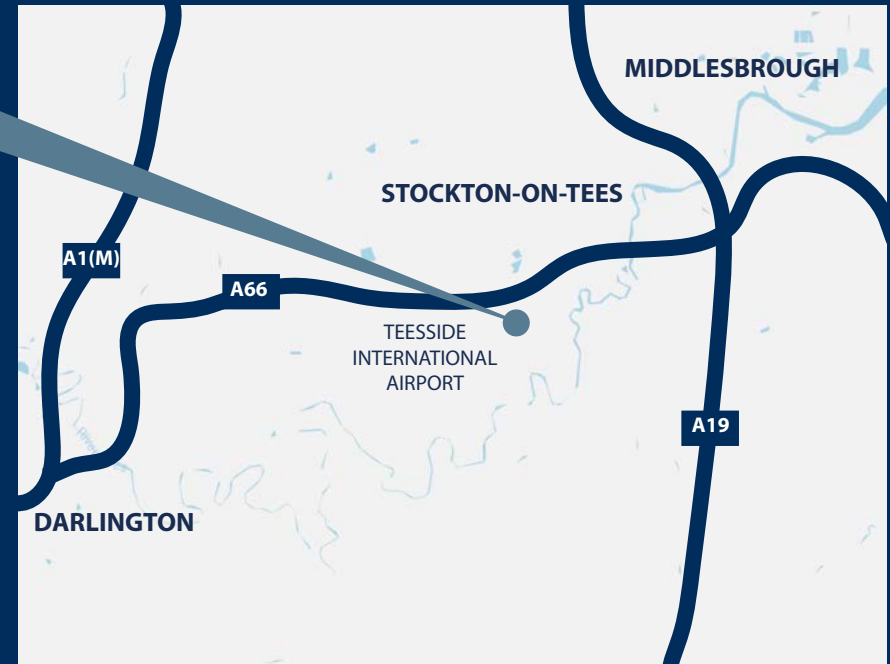 MIDDLESBROUGH
STOCKTON-ON-TEES
A1(M)
A66
TEESSIDE
INTERNATIONAL
AIRPORT
A19
DARLINGTON